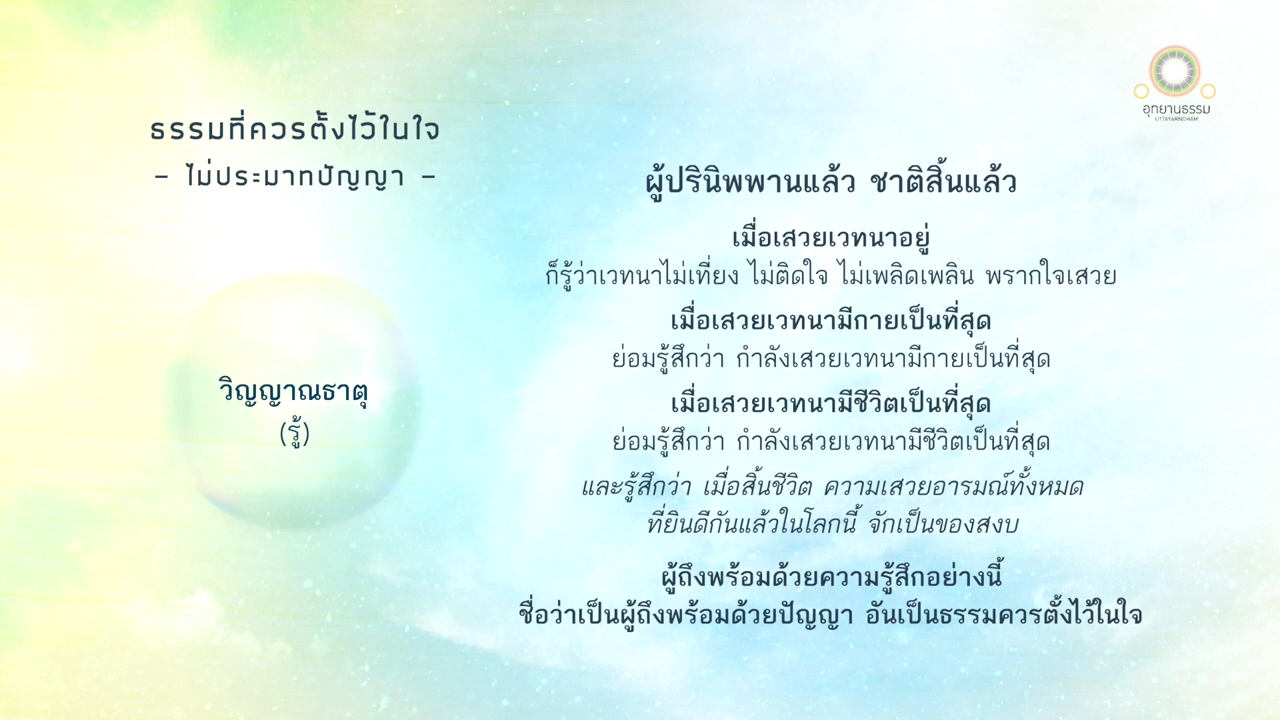 อุทยานธรรม
UTTAYARNDHAM
ธรรมที่ควรตั้งไว้ในใจ
– ไม่ประมาทปัญญา –
วิญญาณธาตุ
(รู้)
ผู้ปรินิพพานแล้ว ชาติสิ้นแล้ว
เมื่อเสวยเวทนาอยู่
ก็รู้ว่าเวทนาไม่เที่ยง ไม่ติดใจ ไม่เพลิดเพลิน พรากใจเสวย
เมื่อเสวยเวทนามีกายเป็นที่สุด
ย่อมรู้สึกว่า กำลังเสวยเวทนามีกายเป็นที่สุด
เมื่อเสวยเวทนามีชีวิตเป็นที่สุด
ย่อมรู้สึกว่า กำลังเสวยเวทนามีชีวิตเป็นที่สุด
และรู้สึกว่า เมื่อสิ้นชีวิต ความเสวยอารมณ์ทั้งหมด
ที่ยินดีกันแล้วในโลกนี้ จักเป็นของสงบ
ผู้ถึงพร้อมด้วยความรู้สึกอย่างนี้
ชื่อว่าเป็นผู้ถึงพร้อมด้วยปัญญา อันเป็นธรรมควรตั้งไว้ในใจ